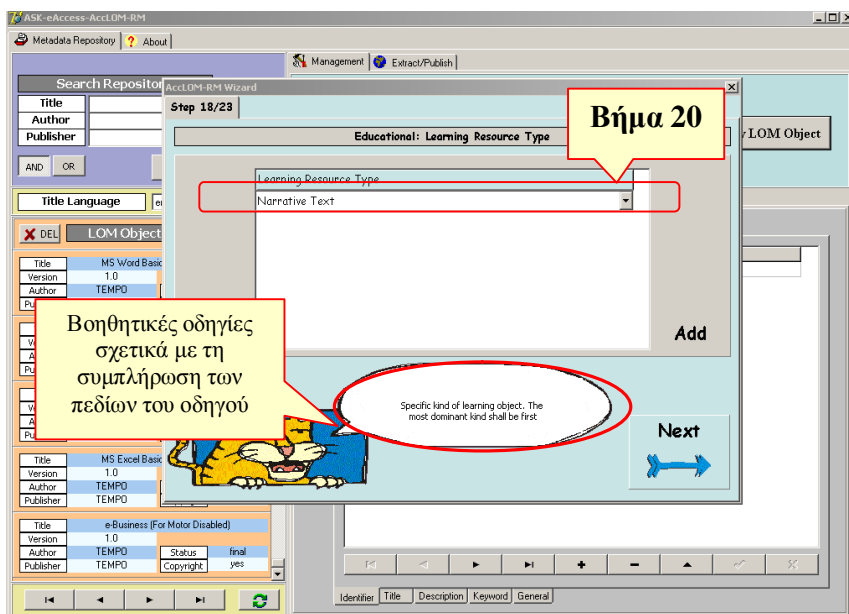 ASK-eAccess-AccLOM-RM
Metadata Repository
? About
Management
Extract/Publish
Search Repositor
Title
Author
Publisher
AND
OR
Title Language
DEL
LOM Object
Title
MS Word Basic
Version
1.0
Author
TEMPO
Title
MS Excel Basic
Version
1.0
Author
TEMPO
Publisher
TEMPO
Title
e-Business (For Motor Disabled)
Version
1.0
Author
TEMPO
Status
final
Publisher
TEMPO
Copyright
yes
AccLOM-RM Wizard
Step 18/23
Educational: Learning Resource Type
Learning Resource Type
Narrative Text
Add
Specific kind of learning object. The
most dominant kind shall be first
Next
Βήμα 20
LOM Object
Βοηθητικές οδηγίες
σχετικά με τη
συμπλήρωση των
πεδίων του οδηγού
Identifier
Title
Description
Keyword
General